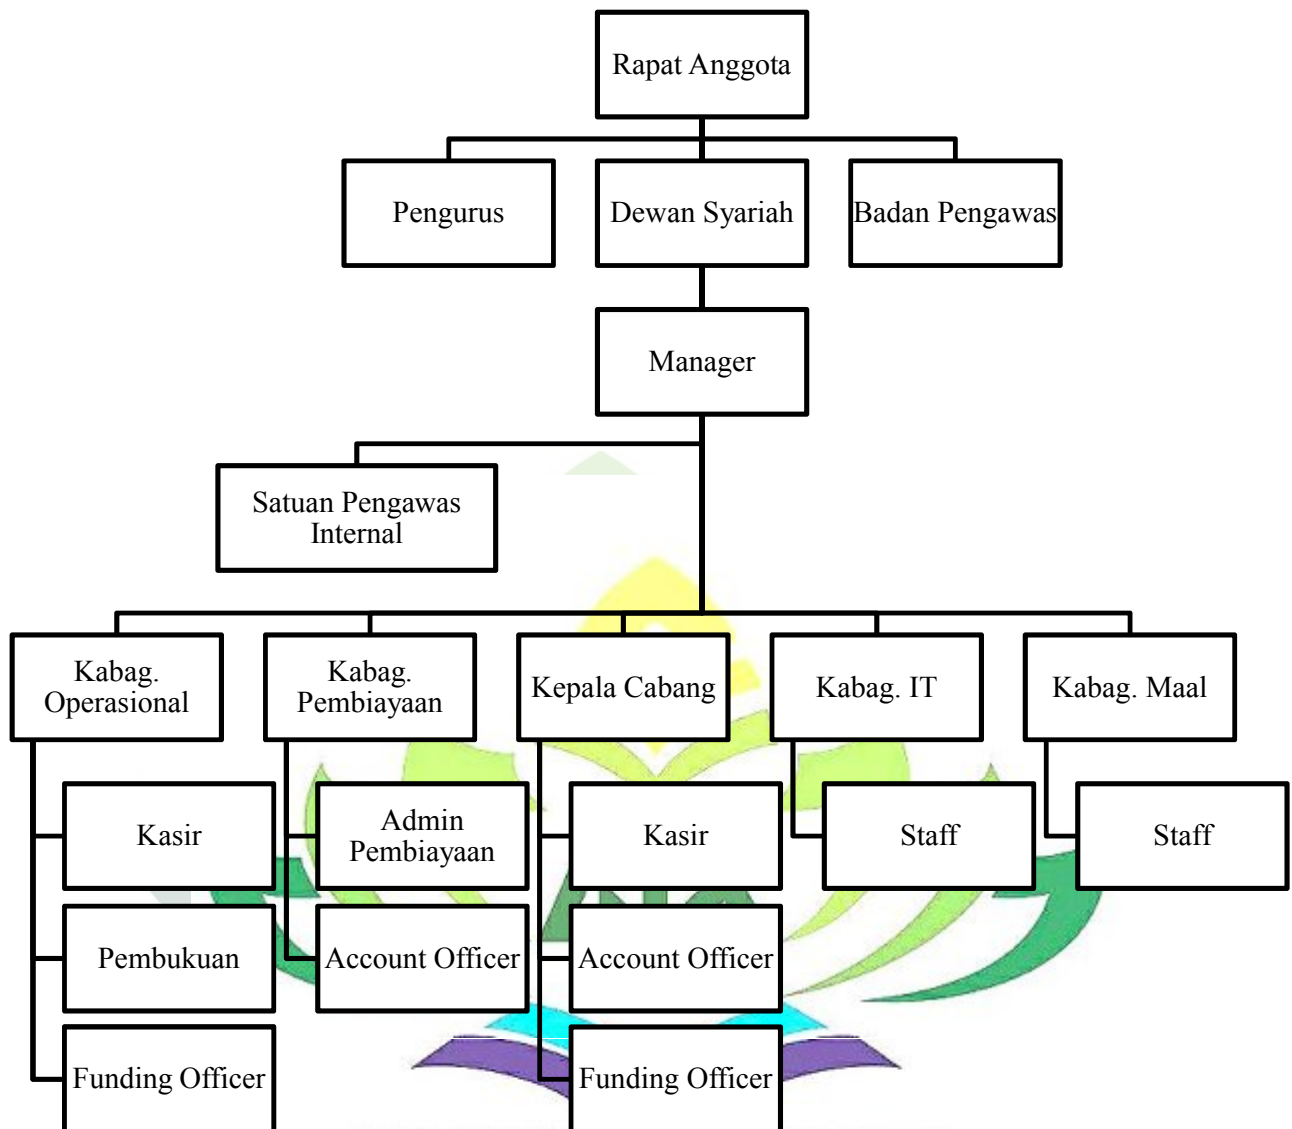 Rapat Anggota
Pengurus
Dewan Syariah
Badan Pengawas
Manager
Satuan Pengawas
Internal
Kabag.
Operasional
Kabag.
Pembiayaan
Kepala Cabang
Kabag. IT
Kabag. Maal
Kasir
Admin
Pembiayaan
Kasir
Staff
Staff
Pembukuan
Account Officer
Account Officer
Funding Officer
Funding Officer